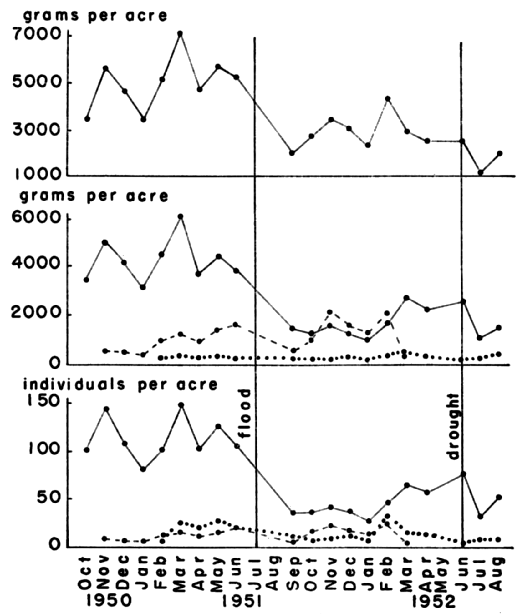 grams per acre
7000
5000
3000
1000
grams per acre
6000
4000
2000
0
individuals per acre
150
100
50
0
flood
drought
Oct Nov Dec Jan Feb Mar Apr May Jun Jul Aug Sep Oct Nov Dec Jan Feb Mar Apr May Jun Jul Aug
1950 1951 1952